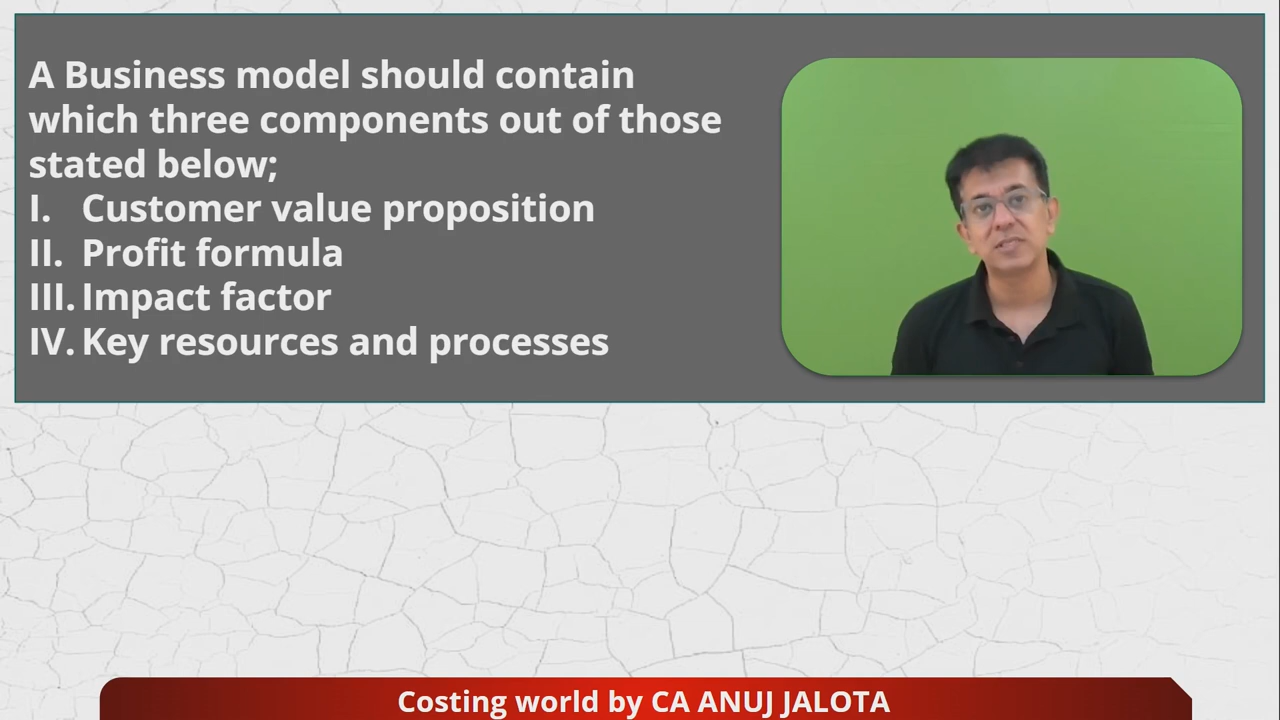 A Business model should contain
which three components out of those
stated below;
I. Customer value proposition
II. Profit formula
III. Impact factor
IV. Key resources and processes
Costing world by CA ANUJ JALOTA